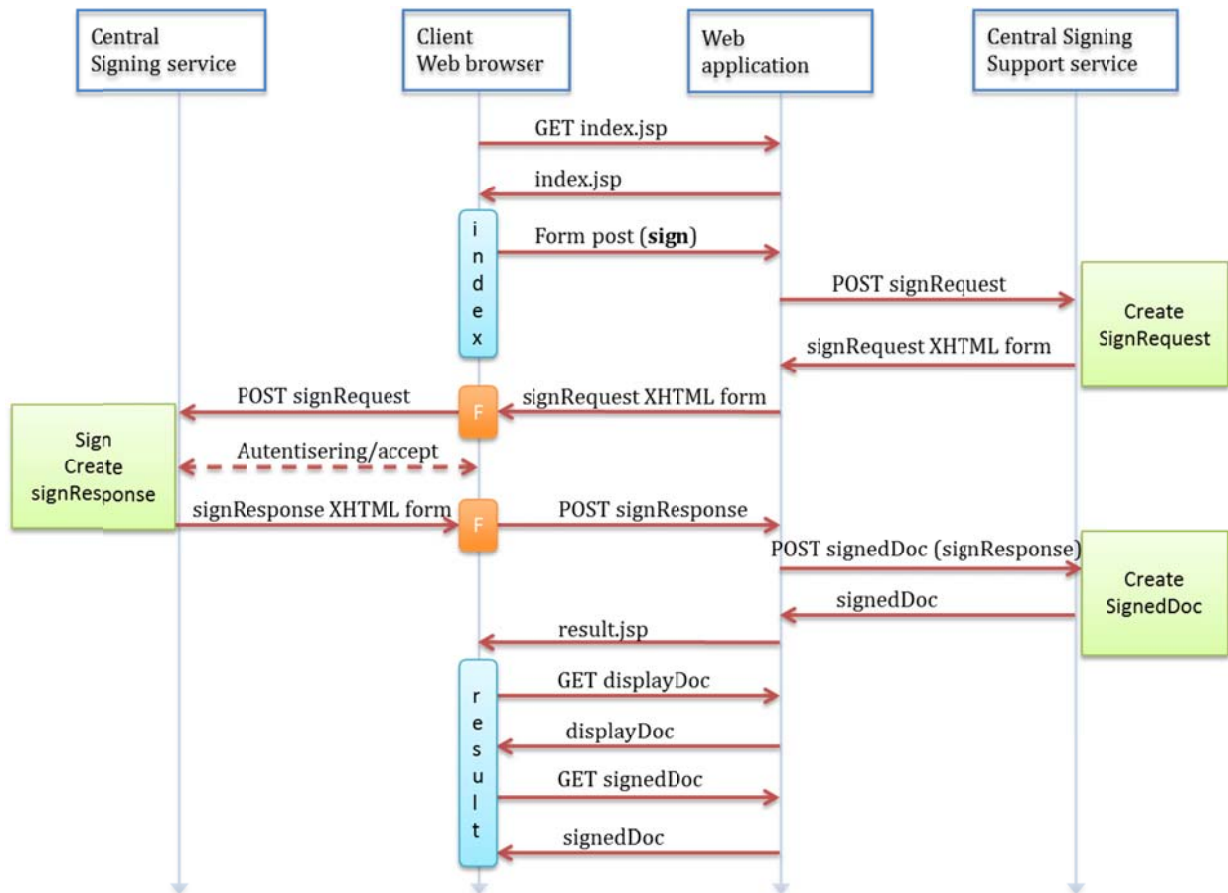 Central
Signing service
Client
Web browser
Web
application
Central Signing
Support service
GET index.jsp
index.jsp
i
n
d
e
x
Form post (sign)
POST signRequest
Create
SignRequest
signRequest XHTML form
POST signRequest
F
signRequest XHTML form
Sign
Create
signResponse
Autentisering/accept
signResponse XHTML form
F
POST signResponse
POST signedDoc (signResponse)
Create
SignedDoc
signedDoc
result.jsp
r
e
s
u
l
t
GET displayDoc
displayDoc
GET signedDoc
signedDoc